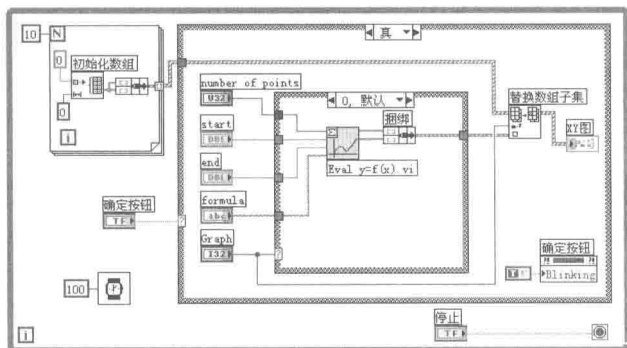 10
N
0
初始化数组
0
i
真
number of points
U32
start
DBL
end
DBL
formula
abc
Graph
I32
0, 默认
捆绑
Eval y=f(x).vi
替换数组子集
XY图
确定按钮
TF
100
确定按钮
Blinking
停止
TF
i